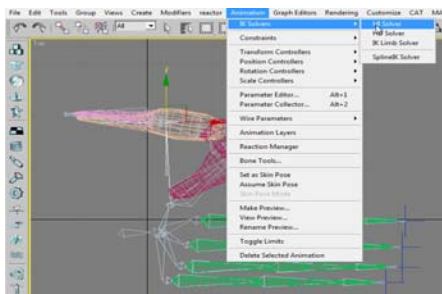 File Edit Tools Group Views Create Modifiers reactor Animation Graph Editors Rendering Customize CAT
All
Top
IK Solvers
Constraints
Transform Controllers
Position Controllers
Rotation Controllers
Scale Controllers
Parameter Editor... Alt+1
Parameter Collector... Alt+2
Wire Parameters
Animation Layers
Reaction Manager
Bone Tools...
Set as Skin Pose
Assume Skin Pose
Skin Pose Mode
Make Preview...
View Preview...
Rename Preview...
Toggle Limits
Delete Selected Animation
HI Solver
HD Solver
IK Limb Solver
SplineIK Solver